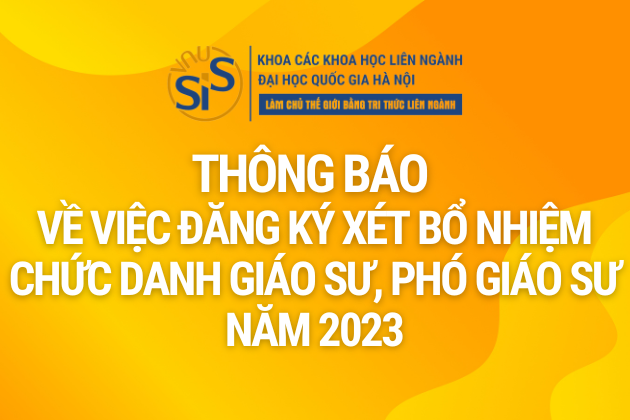 VNU
SIS
KHOA CÁC KHOA HỌC LIÊN NGÀNH
ĐẠI HỌC QUỐC GIA HÀ NỘI
LÀM CHỦ THẾ GIỚI BẰNG TRI THỨC LIÊN NGÀNH
THÔNG BÁO
VỀ VIỆC ĐĂNG KÝ XÉT BỔ NHIỆM
CHỨC DANH GIÁO SƯ, PHÓ GIÁO SƯ
NĂM 2023